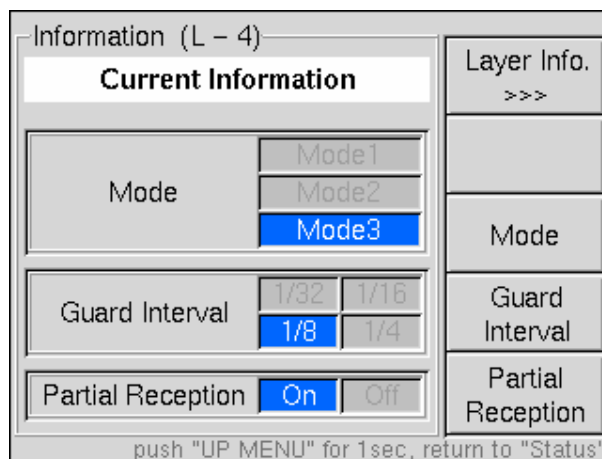 Information (L – 4)
Current Information
Mode
Mode1
Mode2
Mode3
Guard Interval
1/32 1/16
1/8 1/4
Partial Reception On Off
Layer Info.
>>>
Mode
Guard
Interval
Partial
Reception
push "UP MENU" for 1sec, return to "Status"